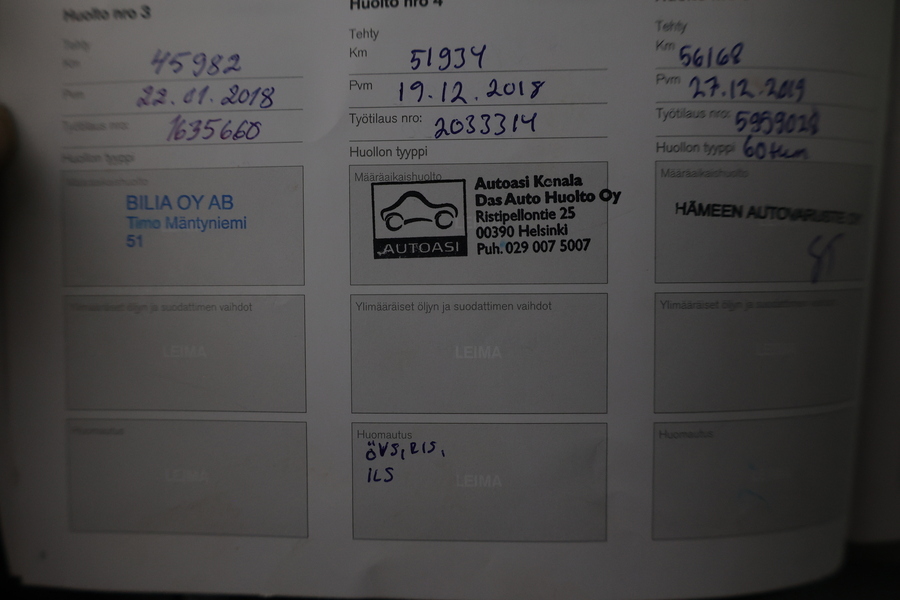 Huolto nro 3
Tehty
Km 45982
Pvm 22.01.2018
Työtilaus nro: 1635660
Huollon tyyppi
Määräaikaishuolto
BILIA OY AB
Timo Mäntyniemi
51
Ylimääräiset öljyn ja suodattimen vaihdot
LEIMA
Huomautus
LEIMA
Huolto nro 4
Tehty
Km 51934
Pvm 19.12.2018
Työtilaus nro: 2033314
Huollon tyyppi
Määräaikaishuolto
AUTOASI
Autoasi Konala
Das Auto Huolto Oy
Ristipellontie 25
00390 Helsinki
Puh. 029 007 5007
Ylimääräiset öljyn ja suodattimen vaihdot
LEIMA
Huomautus
ÖVS, RIS,
ILS
LEIMA
Tehty
Km 56168
Pvm 27.12.2019
Työtilaus nro: 5959028
Huollon tyyppi 60tkm
Määräaikaishuolto
HÄMEEN AUTOVARUSTE OY
Ylimääräiset öljyn ja suodattimen vaihdot
LEIMA
Huomautus